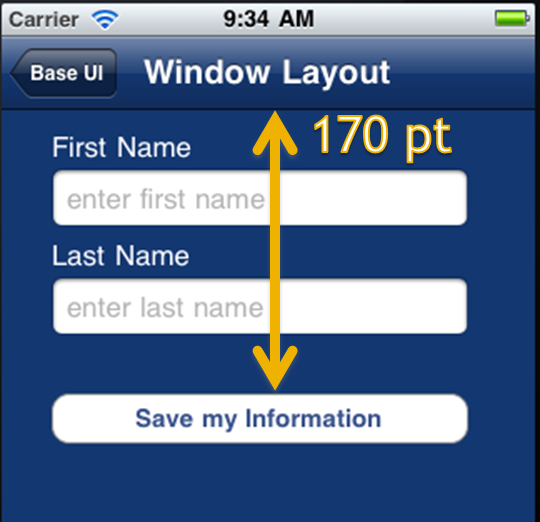 Carrier 9:34 AM
Base UI Window Layout
170 pt
First Name
enter first name
Last Name
enter last name
Save my Information